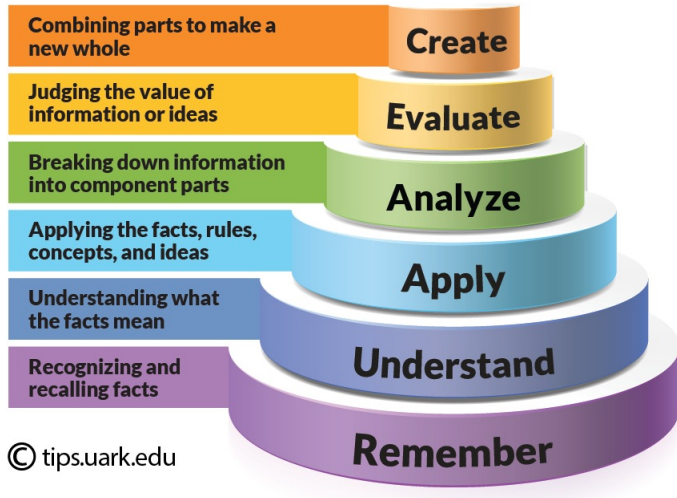 Combining parts to make a
new whole
Create
Judging the value of
information or ideas
Evaluate
Breaking down information
into component parts
Analyze
Applying the facts, rules,
concepts, and ideas
Apply
Understanding what
the facts mean
Understand
Recognizing and
recalling facts
Remember
© tips.uark.edu